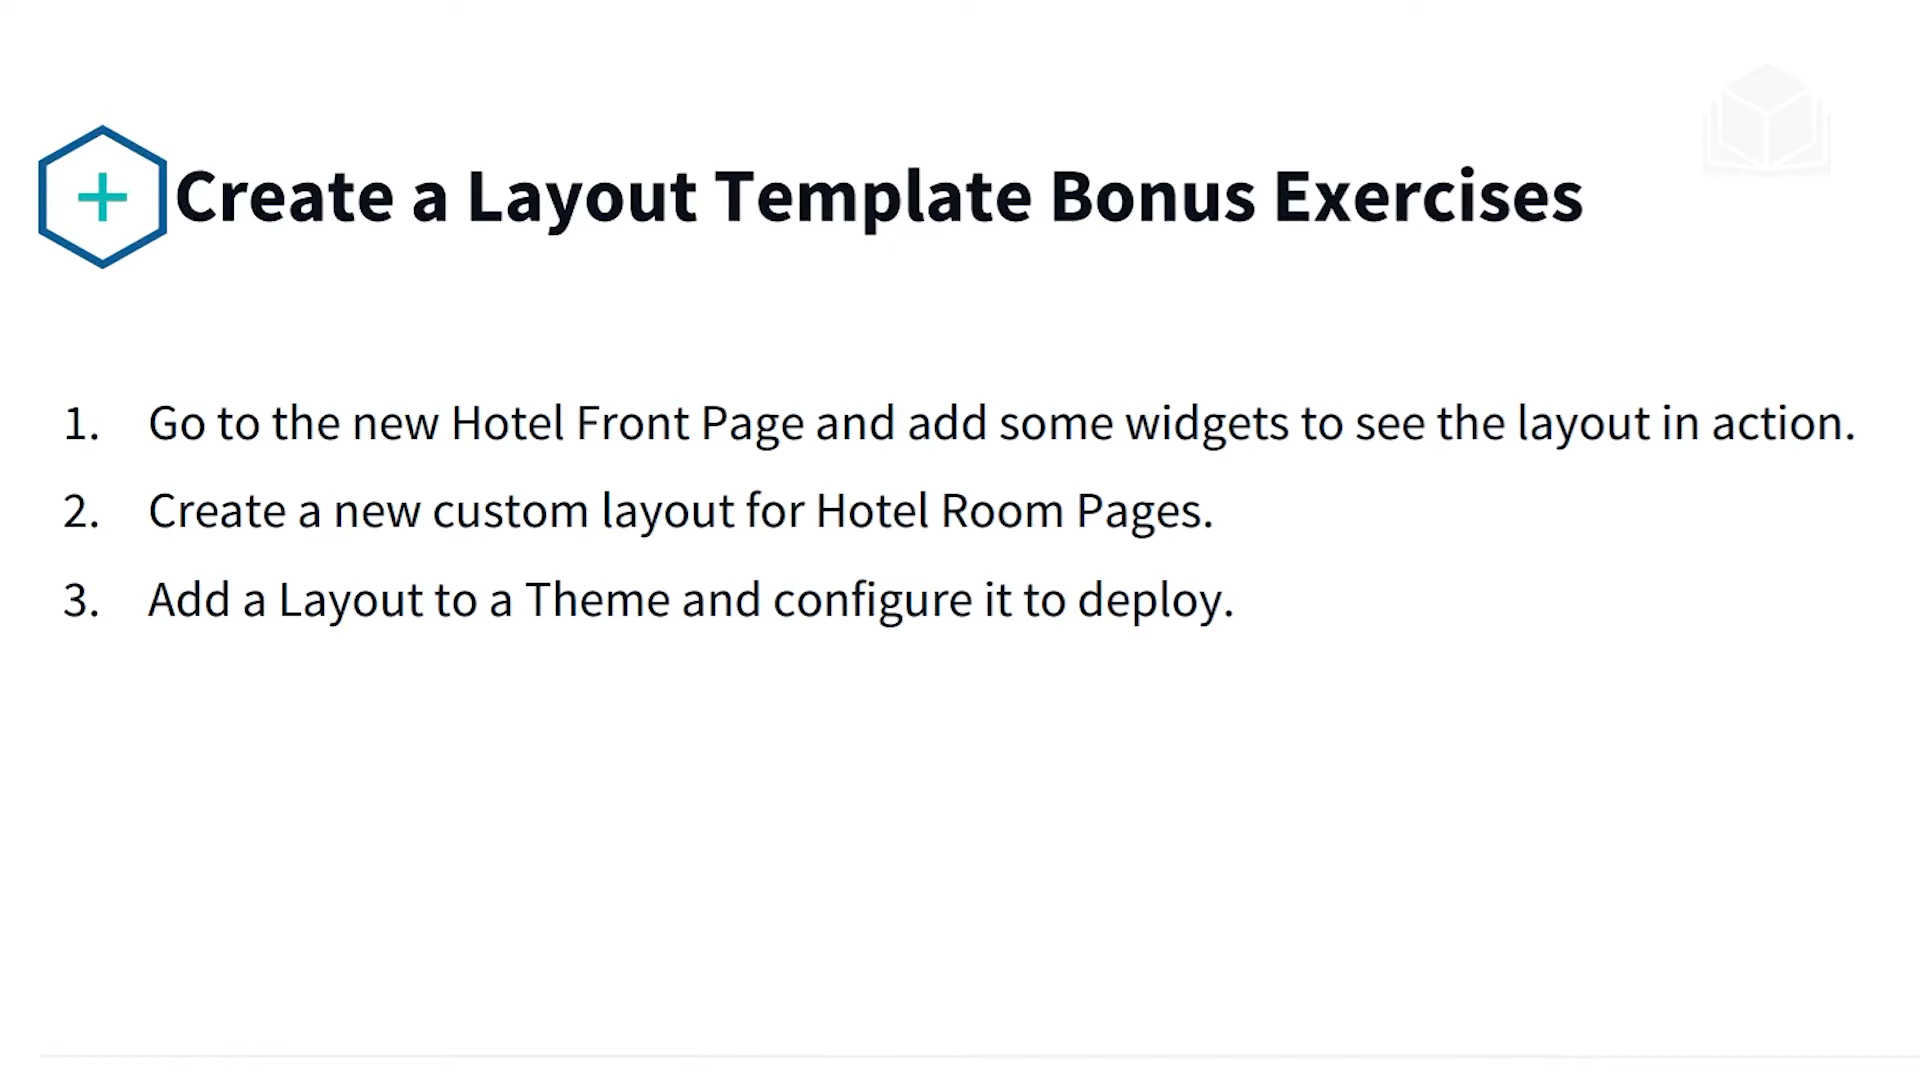 Create a Layout Template Bonus Exercises
1. Go to the new Hotel Front Page and add some widgets to see the layout in action.
2. Create a new custom layout for Hotel Room Pages.
3. Add a Layout to a Theme and configure it to deploy.